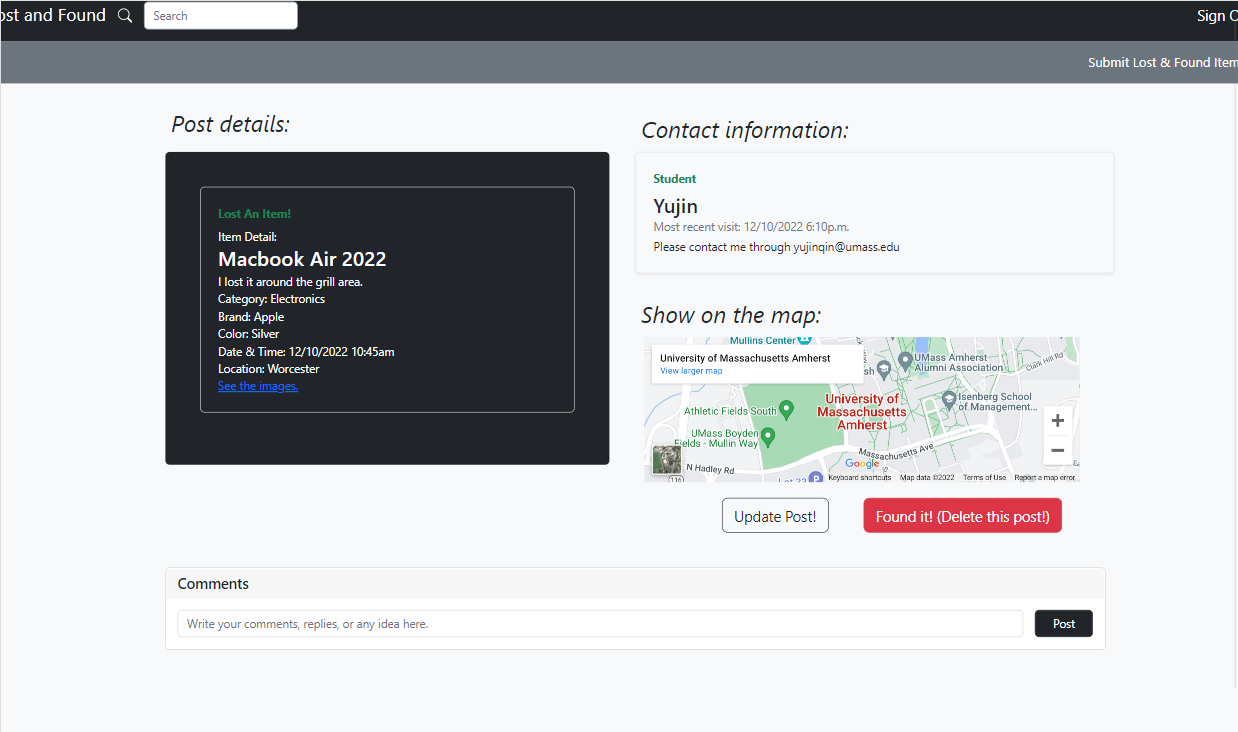 ost and Found
Search
Sign O
Submit Lost & Found Item
Post details:
Lost An Item!
Item Detail:
Macbook Air 2022
I lost it around the grill area.
Category: Electronics
Brand: Apple
Color: Silver
Date & Time: 12/10/2022 10:45am
Location: Worcester
See the images.
Contact information:
Student
Yujin
Most recent visit: 12/10/2022 6:10p.m.
Please contact me through yujinqin@umass.edu
Show on the map:
Mullins Center
University of Massachusetts Amherst
View larger map
sh
UMass Amherst
Alumni Association
Clark Hill Rd
Isenberg School
of Management...
University of
Massachusetts
Amherst
Athletic Fields South
UMass Boyden
Fields - Mullin Way
Massachusetts Ave
N Hadley Rd
116
Google
Lot 32
P
Keyboard shortcuts
Map data ©2022
Terms of Use
Report a map error
Update Post!
Found it! (Delete this post!)
Comments
Write your comments, replies, or any idea here.
Post